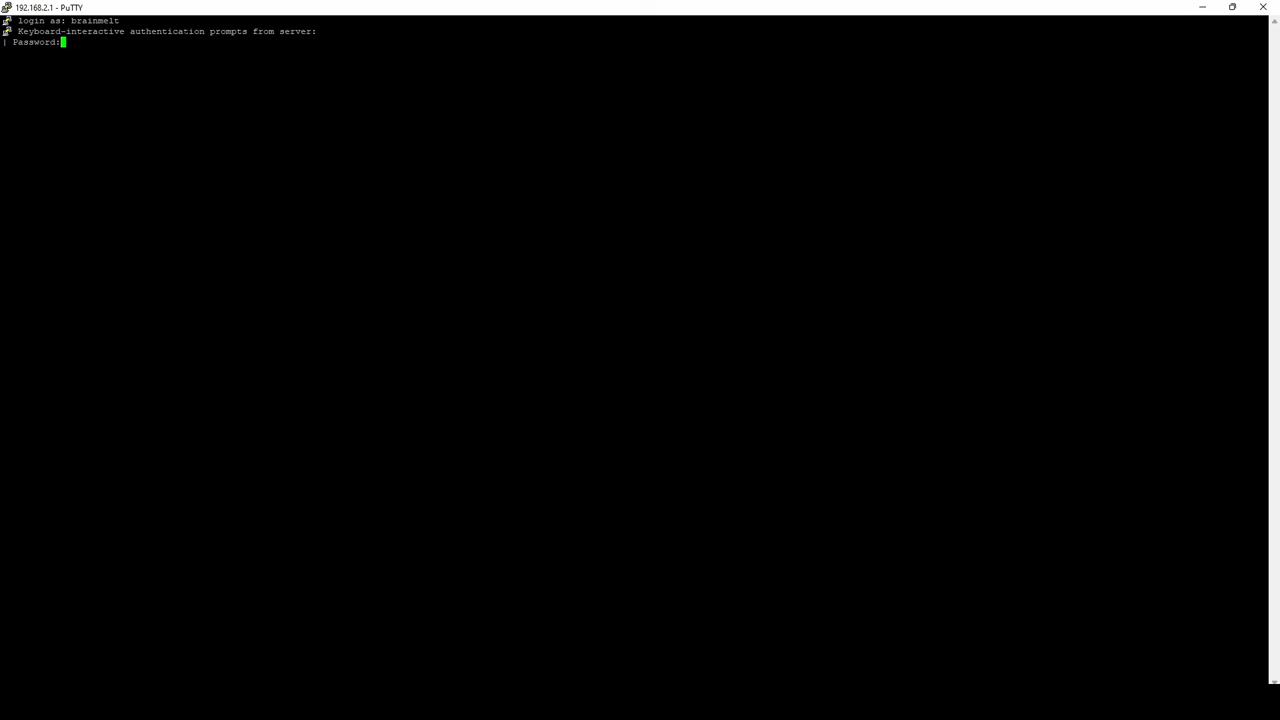 192.168.2.1 - PuTTY
login as: brainmelt
Keyboard-interactive authentication prompts from server:
| Password: